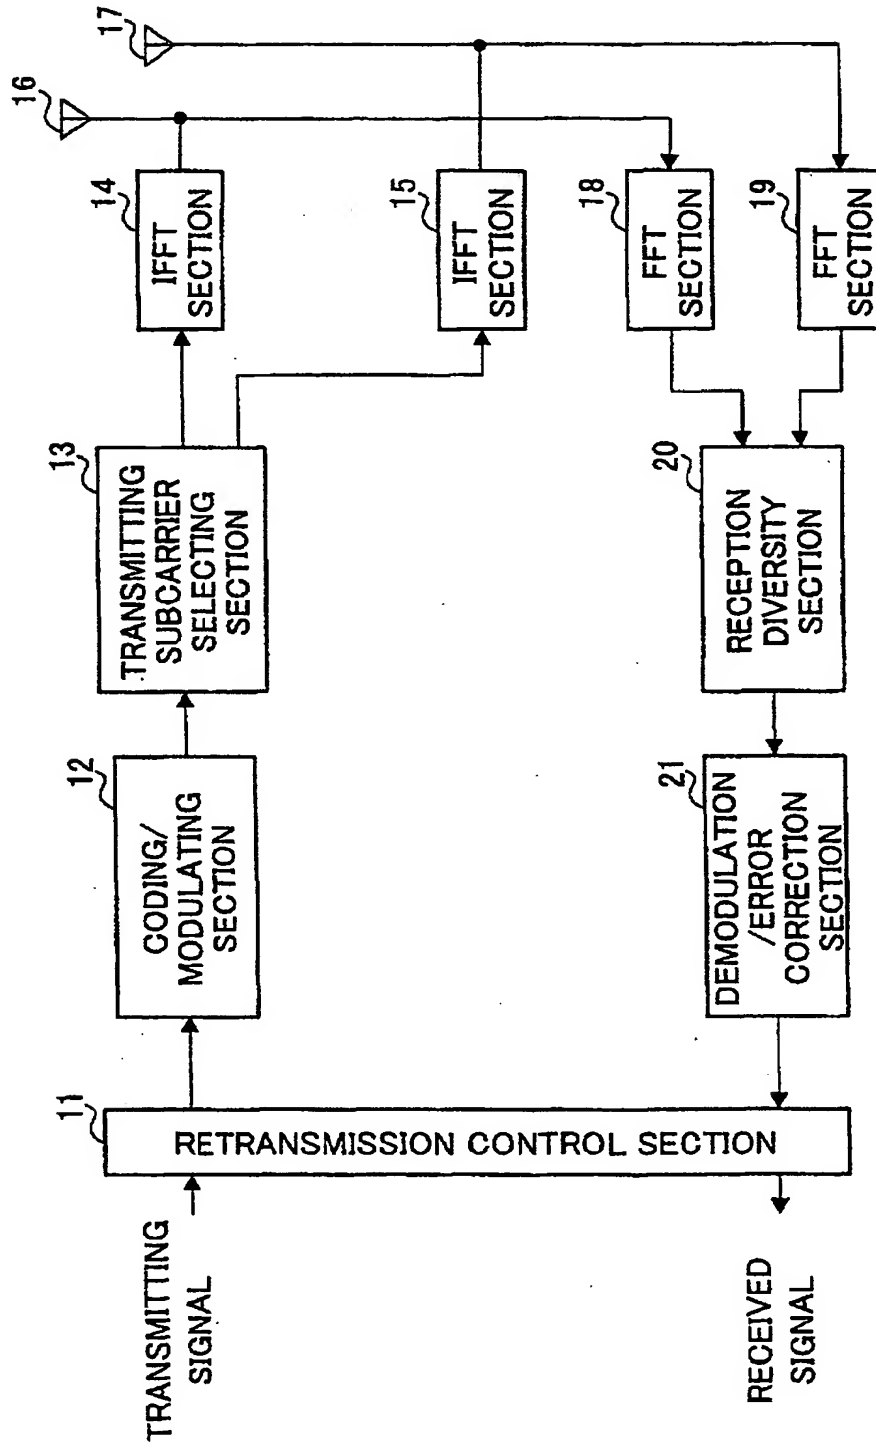 TRANSMITTING
SIGNAL
11
RETRANSMISSION CONTROL SECTION
12
CODING/
MODULATING
SECTION
13
TRANSMITTING
SUBCARRIER
SELECTING
SECTION
14
IFFT
SECTION
15
IFFT
SECTION
16
17
18
FFT
SECTION
19
FFT
SECTION
20
RECEPTION
DIVERSITY
SECTION
21
DEMODULATION
/ERROR
CORRECTION
SECTION
RECEIVED
SIGNAL